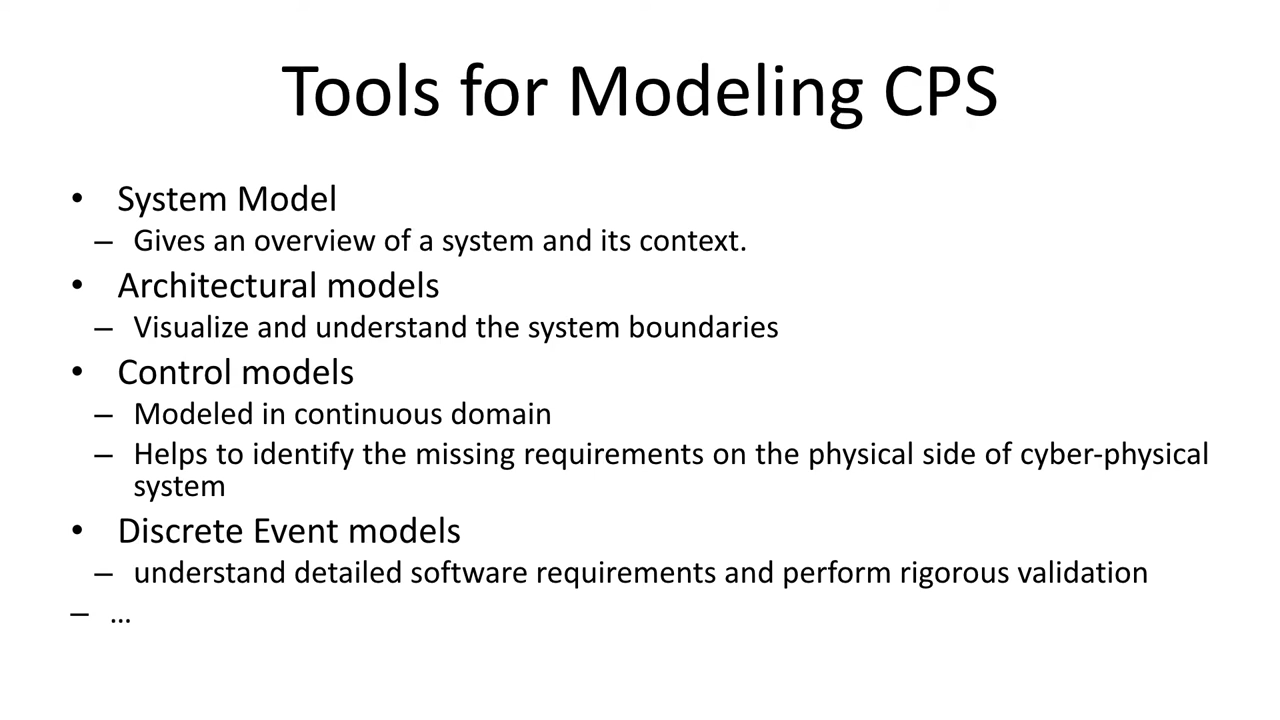 Tools for Modeling CPS
• System Model
– Gives an overview of a system and its context.
• Architectural models
– Visualize and understand the system boundaries
• Control models
– Modeled in continuous domain
– Helps to identify the missing requirements on the physical side of cyber-physical
system
• Discrete Event models
– understand detailed software requirements and perform rigorous validation
– ...